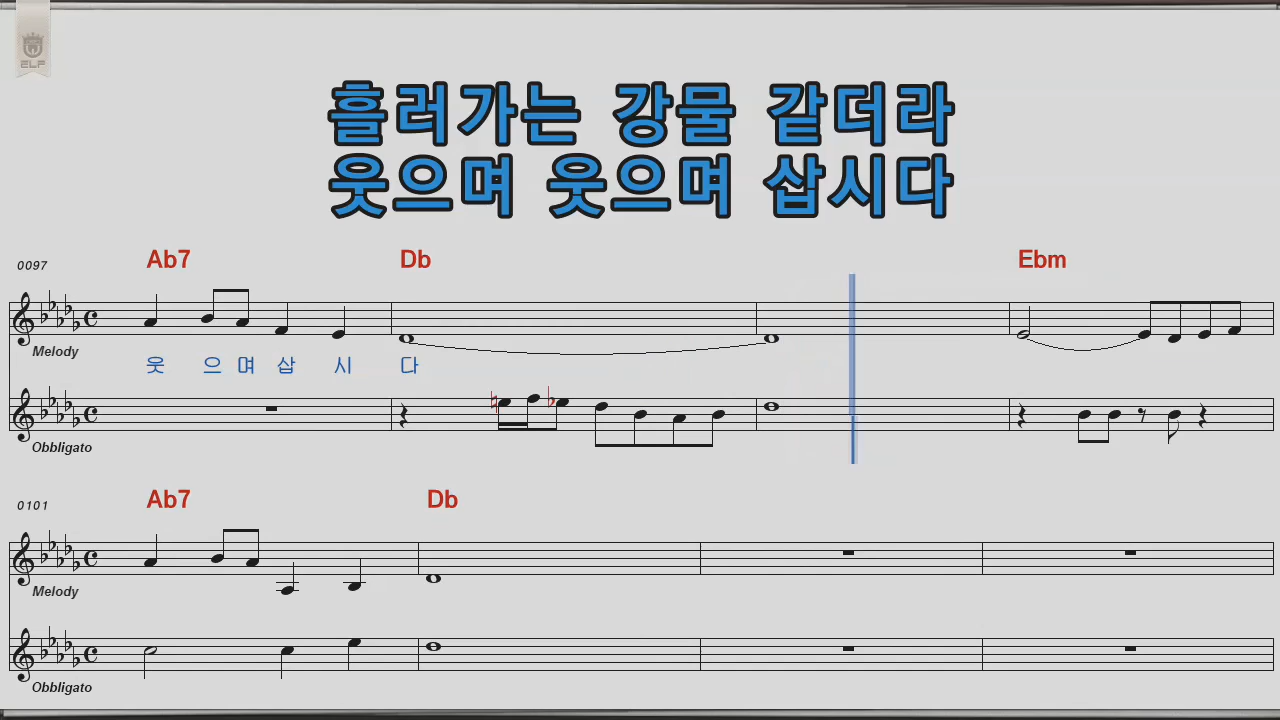 ELF
흘러가는 강물 같더라
웃으며 웃으며 삽시다
0097 Ab7 Db Ebm
Melody
웃 으 며 삽 시 다
Obbligato
0101 Ab7 Db
Melody
Obbligato